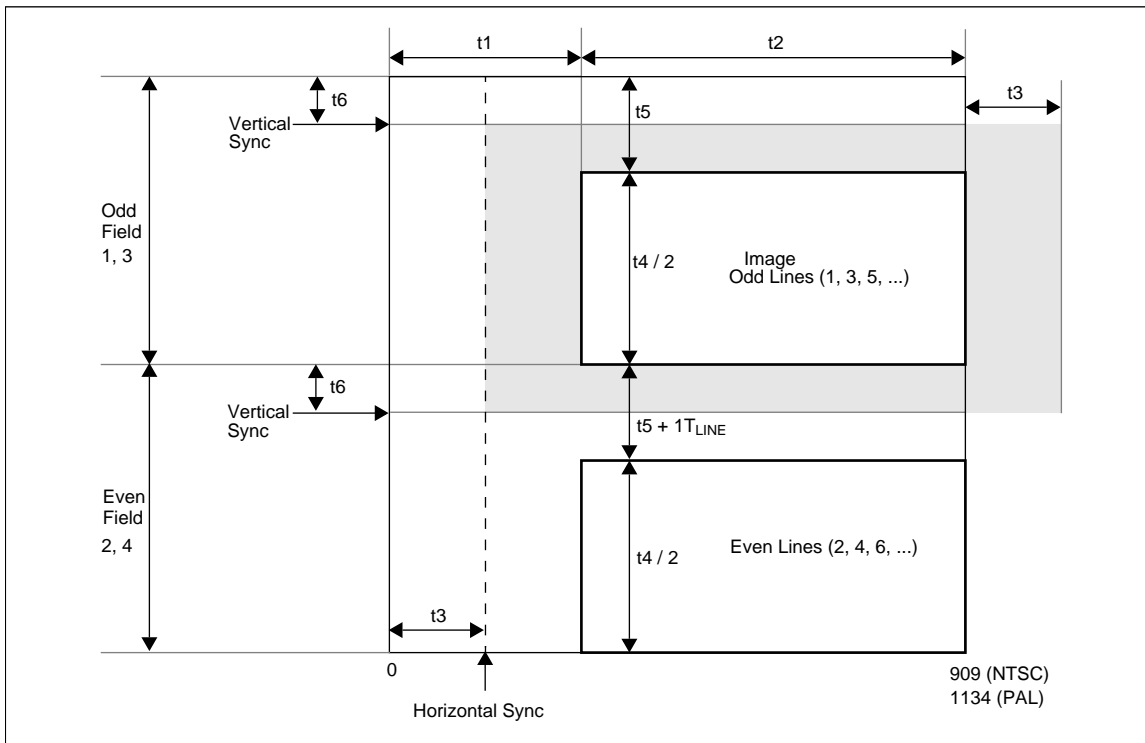 t1
t2
t6
t3
t5
Vertical
Sync
Odd
Field
1, 3
t4 / 2
Image
Odd Lines (1, 3, 5, ...)
t6
Vertical
Sync
t5 + 1TLINE
Even
Field
2, 4
t4 / 2
Even Lines (2, 4, 6, ...)
t3
0
909 (NTSC)
1134 (PAL)
Horizontal Sync